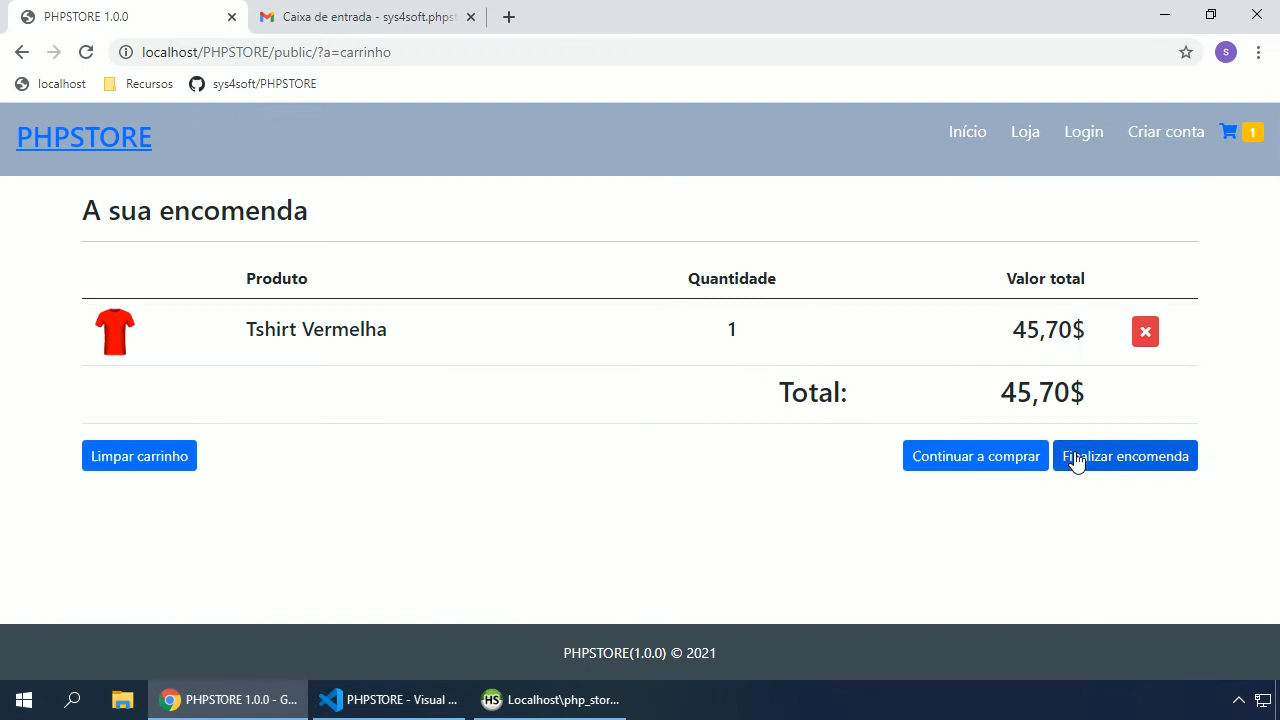 PHPSTORE 1.0.0
Caixa de entrada - sys4soft.phpst
localhost/PHPSTORE/public/?a=carrinho
S
localhost
Recursos
sys4soft/PHPSTORE
PHPSTORE
Início
Loja
Login
Criar conta
1
A sua encomenda
Produto Quantidade Valor total
Tshirt Vermelha 1 45,70$
Total: 45,70$
Limpar carrinho
Continuar a comprar
Finalizar encomenda
PHPSTORE(1.0.0) © 2021
PHPSTORE 1.0.0 - G...
PHPSTORE - Visual ...
HS
Localhost\php_stor...